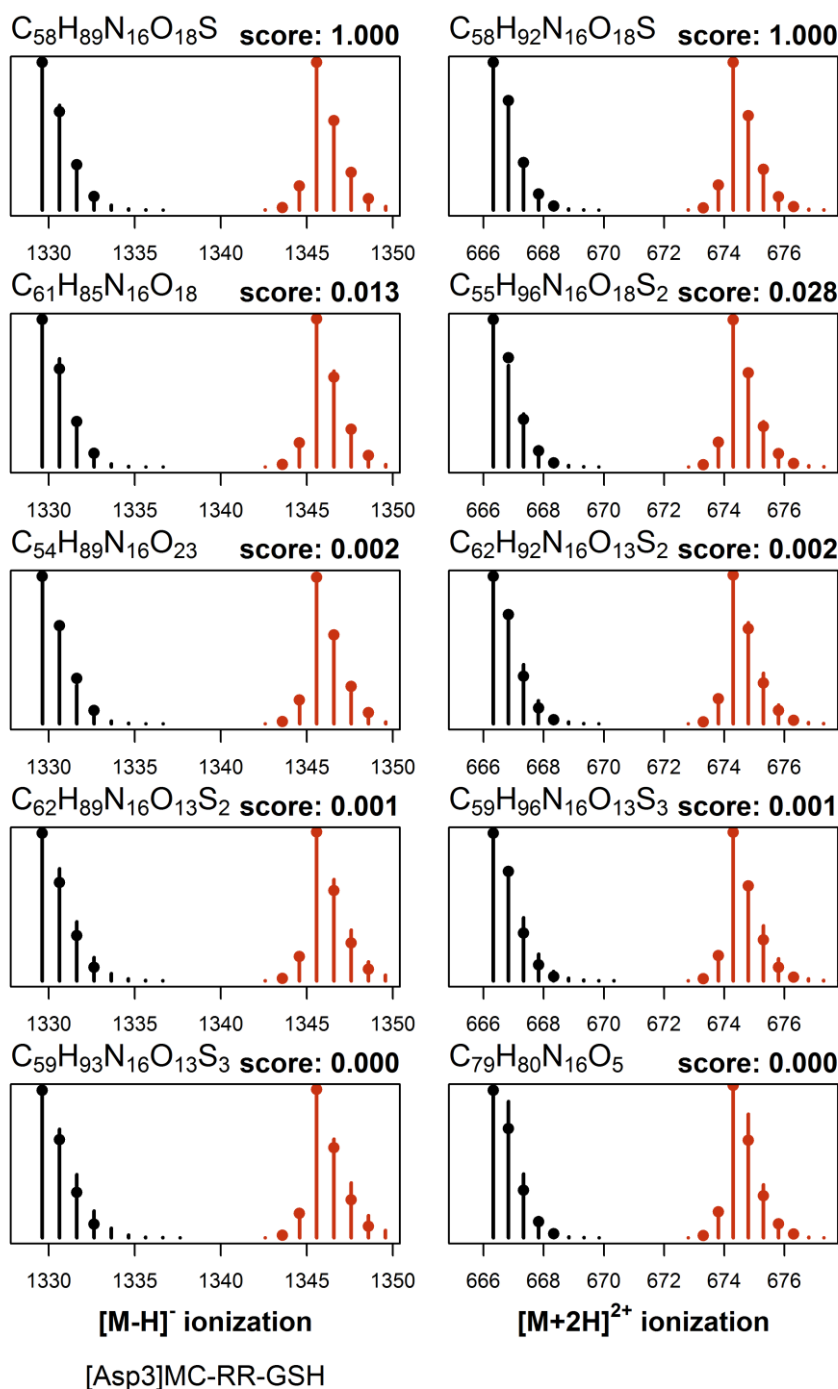 C₅₈H₈₉N₁₆O₁₈S score: 1.000 C₅₈H₉₂N₁₆O₁₈S score: 1.000
1330 1335 1340 1345 1350 666 668 670 672 674 676
C₆₁H₈₅N₁₆O₁₈ score: 0.013 C₅₅H₉₆N₁₆O₁₈S₂ score: 0.028
1330 1335 1340 1345 1350 666 668 670 672 674 676
C₅₄H₈₉N₁₆O₂₃ score: 0.002 C₆₂H₉₂N₁₆O₁₃S₂ score: 0.002
1330 1335 1340 1345 1350 666 668 670 672 674 676
C₆₂H₈₉N₁₆O₁₃S₂ score: 0.001 C₅₉H₉₆N₁₆O₁₃S₃ score: 0.001
1330 1335 1340 1345 1350 666 668 670 672 674 676
C₅₉H₉₃N₁₆O₁₃S₃ score: 0.000 C₇₉H₈₀N₁₆O₅ score: 0.000
1330 1335 1340 1345 1350 666 668 670 672 674 676
[M-H]⁻ ionization [M+2H]²⁺ ionization
[Asp3]MC-RR-GSH